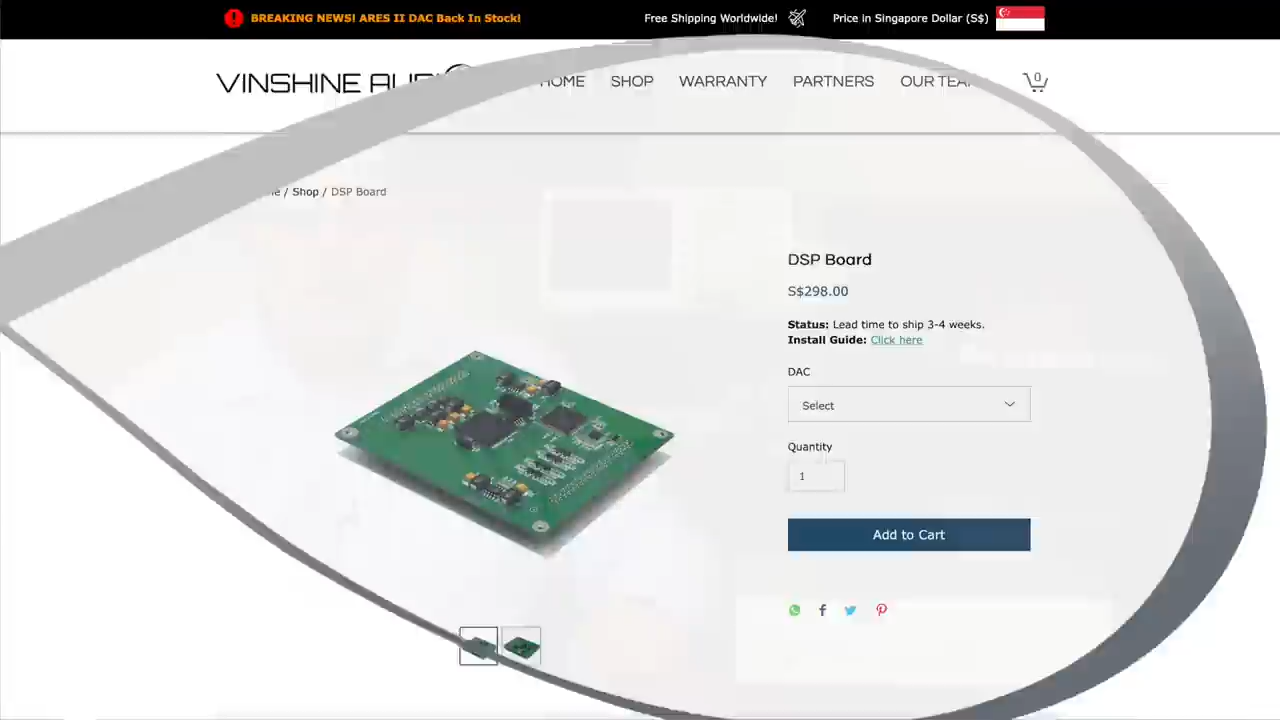 BREAKING NEWS! ARES II DAC Back In Stock!
Free Shipping Worldwide!
Price in Singapore Dollar (S$)
VINSHINE
HOME
SHOP
WARRANTY
PARTNERS
OUR
0
/ Shop / DSP Board
DSP Board
S$298.00
Status: Lead time to ship 3-4 weeks.
Install Guide: Click here
DAC
Select
Quantity
1
Add to Cart